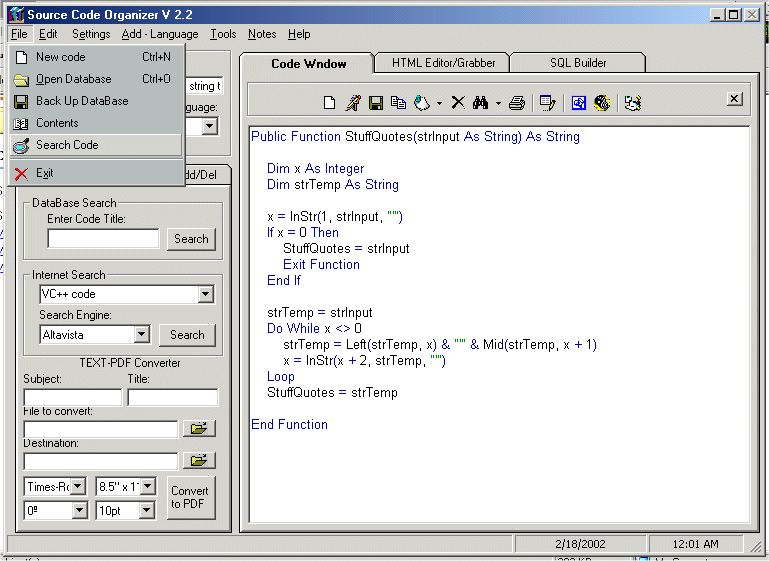 Source Code Organizer V 2.2
File Edit Settings Add - Language Tools Notes Help
New code Ctrl+N
Open Database Ctrl+O
Back Up DataBase
Contents
Search Code
Exit
string t
guage:
dd/Del
DataBase Search
Enter Code Title:
Search
Internet Search
VC++ code
Search Engine:
Altavista Search
TEXT-PDF Converter
Subject: Title:
File to convert:
Destination:
Times-Ro 8.5" x 1
0º 10pt
Convert
to PDF
Code Wndow HTML Editor/Grabber SQL Builder
Public Function StuffQuotes(strInput As String) As String
Dim x As Integer
Dim strTemp As String
x = InStr(1, strInput, "'")
If x = 0 Then
StuffQuotes = strInput
Exit Function
End If
strTemp = strInput
Do While x <> 0
strTemp = Left(strTemp, x) & "'" & Mid(strTemp, x + 1)
x = InStr(x + 2, strTemp, "'")
Loop
StuffQuotes = strTemp
End Function
2/18/2002 12:01 AM